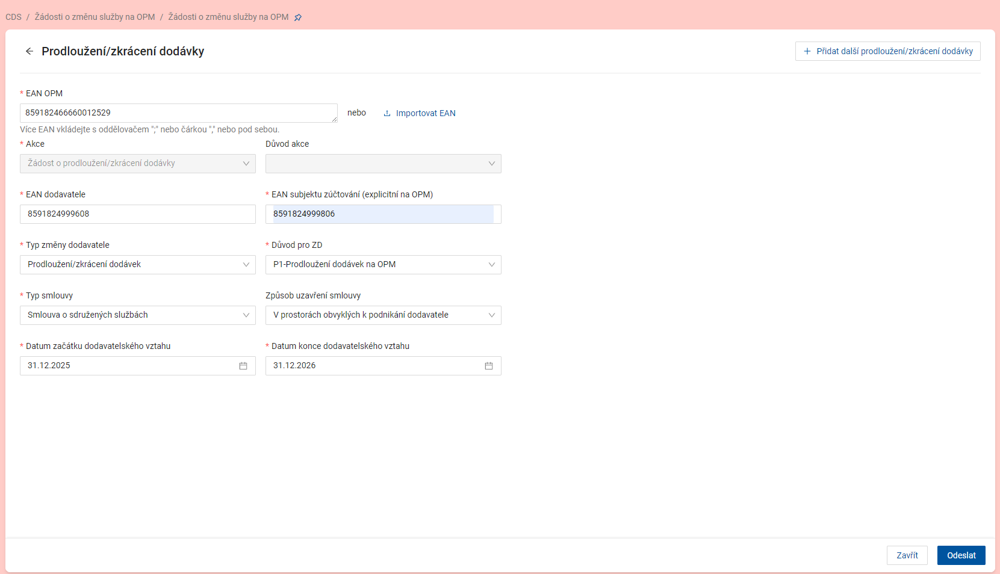 CDS / Žádosti o změnu služby na OPM / Žádosti o změnu služby na OPM
Prodloužení/zkrácení dodávky
+ Přidat další prodloužení/zkrácení dodávky
* EAN OPM
859182466660012529
nebo
Importovat EAN
Více EAN vkládejte s oddělovačem ";" nebo čárkou "," nebo pod sebou.
* Akce
Důvod akce
Žádost o prodloužení/zkrácení dodávky
* EAN dodavatele
* EAN subjektu zúčtování (explicitní na OPM)
8591824999608
8591824999806
* Typ změny dodavatele
* Důvod pro ZD
Prodloužení/zkrácení dodávek
P1-Prodloužení dodávek na OPM
* Typ smlouvy
Způsob uzavření smlouvy
Smlouva o sdružených službách
V prostorách obvyklých k podnikání dodavatele
* Datum začátku dodavatelského vztahu
* Datum konce dodavatelského vztahu
31.12.2025
31.12.2026
Zavřít
Odeslat